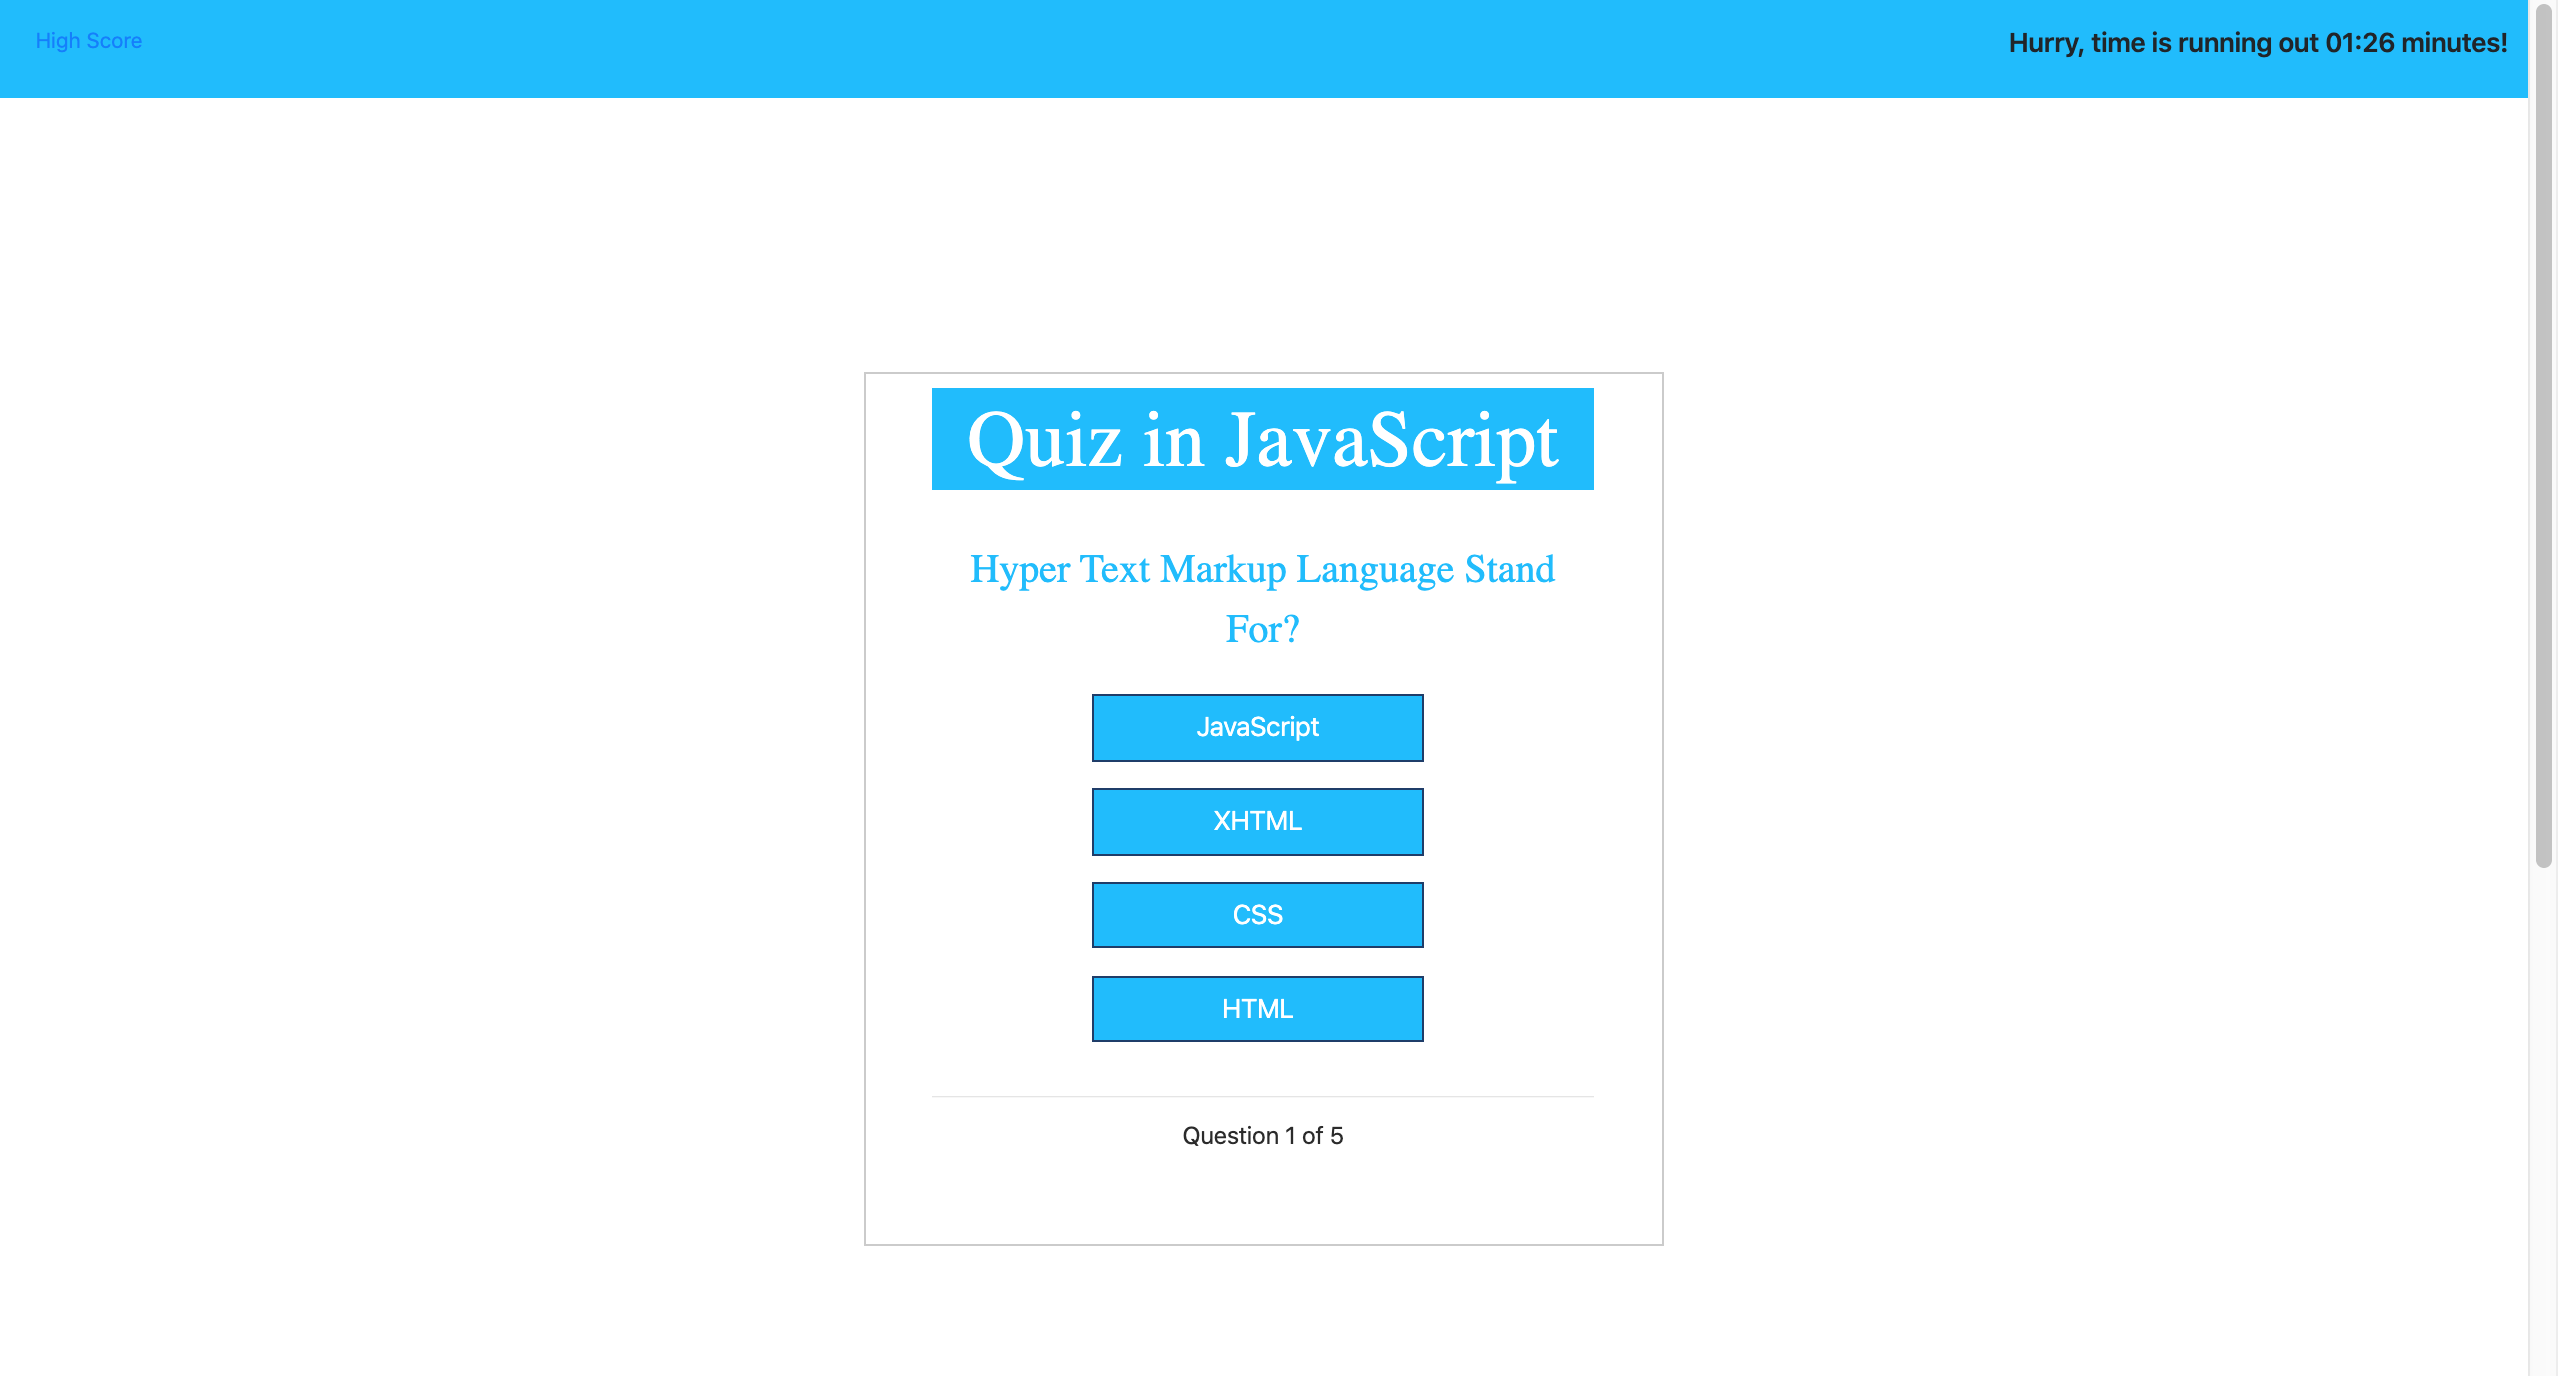 High Score
Hurry, time is running out 01:26 minutes!
Quiz in JavaScript
Hyper Text Markup Language Stand
For?
JavaScript
XHTML
CSS
HTML
Question 1 of 5